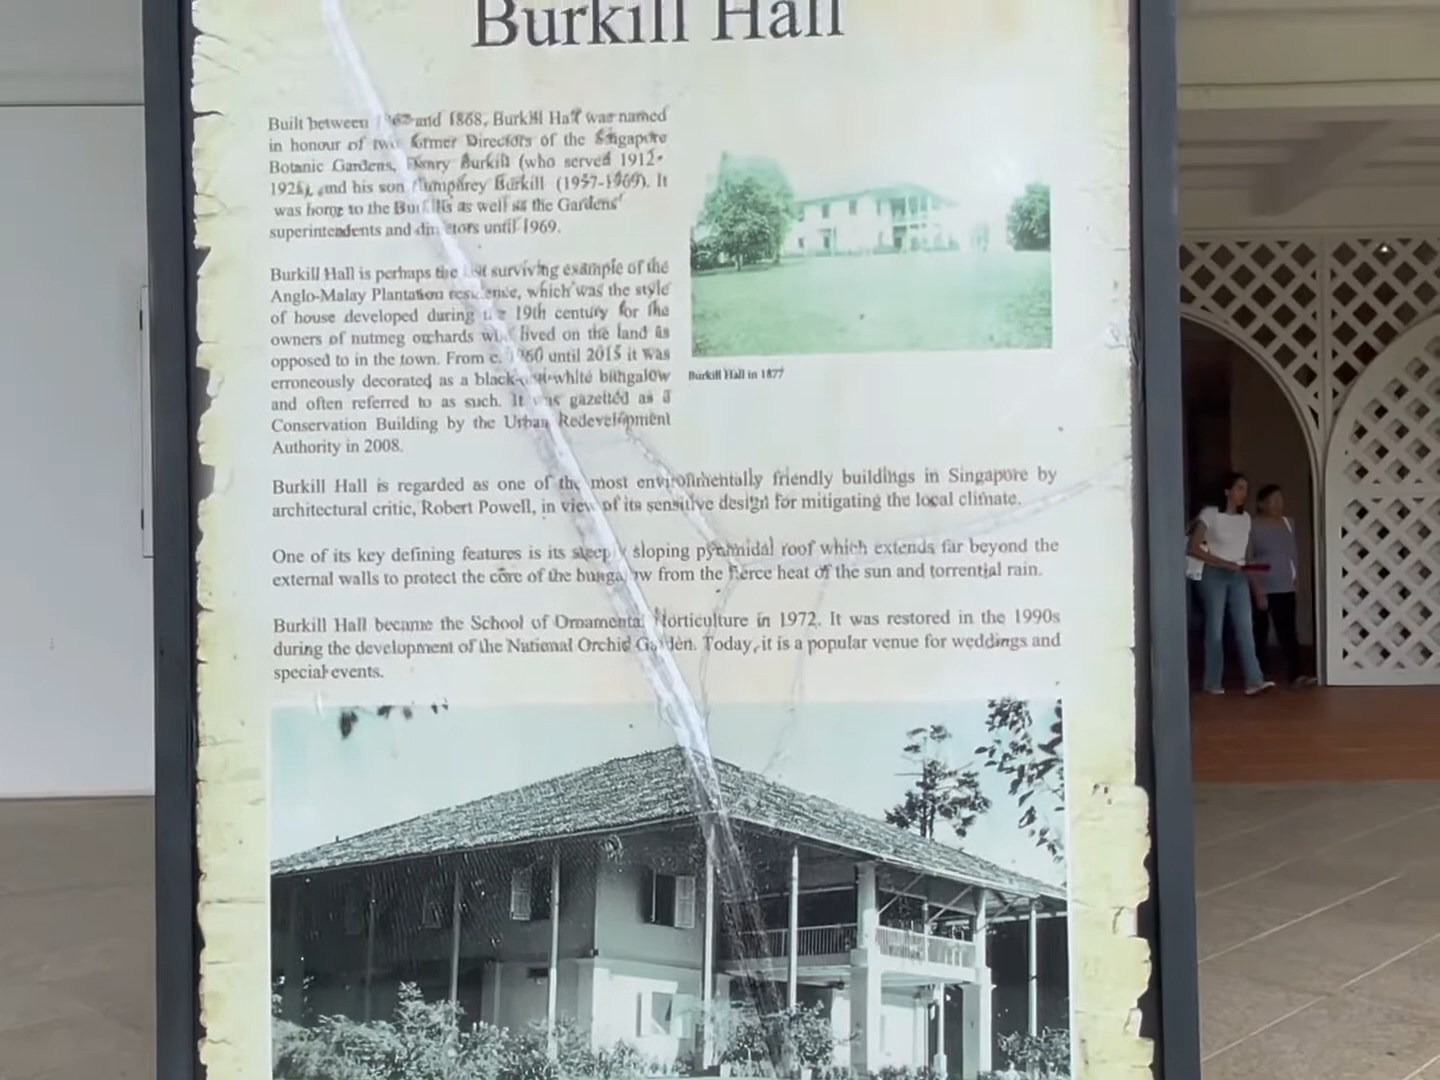 Burkill Hall
Built between and 1868, Burkill Hall was named
in honour of two former Directors of the Singapore
Botanic Gardens, Henry Burkill (who served 1912-
1925), and his son Humphrey Burkill (1957-1969). It
was home to the Burkills as well as the Gardens'
superintendents and directors until 1969.
Burkill Hall is perhaps the surviving example of the
Anglo-Malay Plantation residence, which was the style
of house developed during the 19th century for the
owners of nutmeg orchards who lived on the land as
opposed to in the town. From c. 1960 until 2015 it was
erroneously decorated as a black-and-white bungalow
and often referred to as such. It was gazetted as a
Conservation Building by the Urban Redevelopment
Authority in 2008.
Burkill Hall in 1877
Burkill Hall is regarded as one of the most environmentally friendly buildings in Singapore by
architectural critic, Robert Powell, in view of its sensitive design for mitigating the local climate.
One of its key defining features is its steeply sloping pyramidal roof which extends far beyond the
external walls to protect the core of the bungalow from the fierce heat of the sun and torrential rain.
Burkill Hall became the School of Ornamental Horticulture in 1972. It was restored in the 1990s
during the development of the National Orchid Garden. Today, it is a popular venue for weddings and
special events.